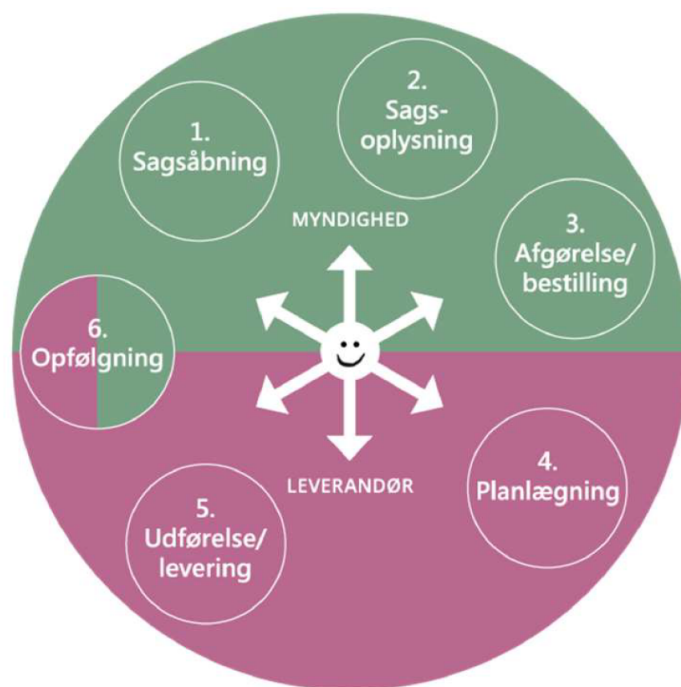 1.
Sagsåbning
2.
Sags-
oplysning
3.
Afgørelse/
bestilling
MYNDIGHED
6.
Opfølgning
LEVERANDØR
4.
Planlægning
5.
Udførelse/
levering